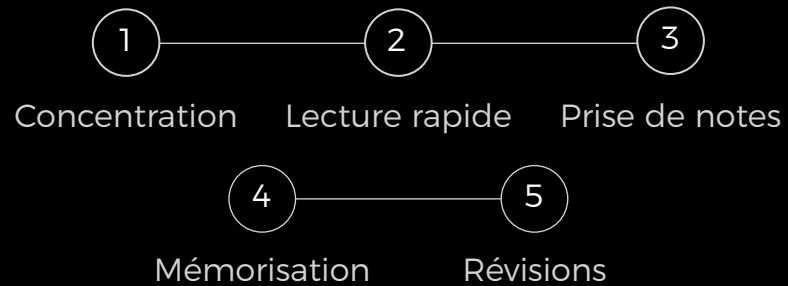 1 2 3
Concentration Lecture rapide Prise de notes
4 5
Mémorisation Révisions